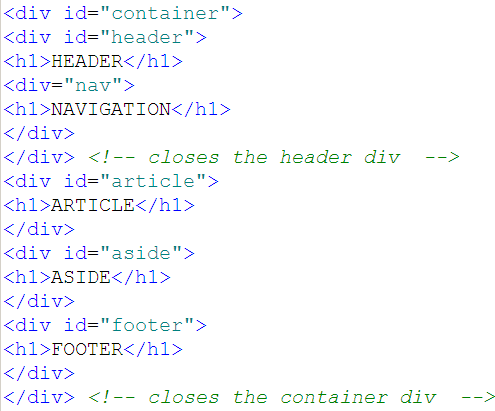 <div id="container">
<div id="header">
<h1>HEADER</h1>
<div="nav">
<h1>NAVIGATION</h1>
</div>
</div> <!-- closes the header div  -->
<div id="article">
<h1>ARTICLE</h1>
</div>
<div id="aside">
<h1>ASIDE</h1>
</div>
<div id="footer">
<h1>FOOTER</h1>
</div>
</div> <!-- closes the container div  -->